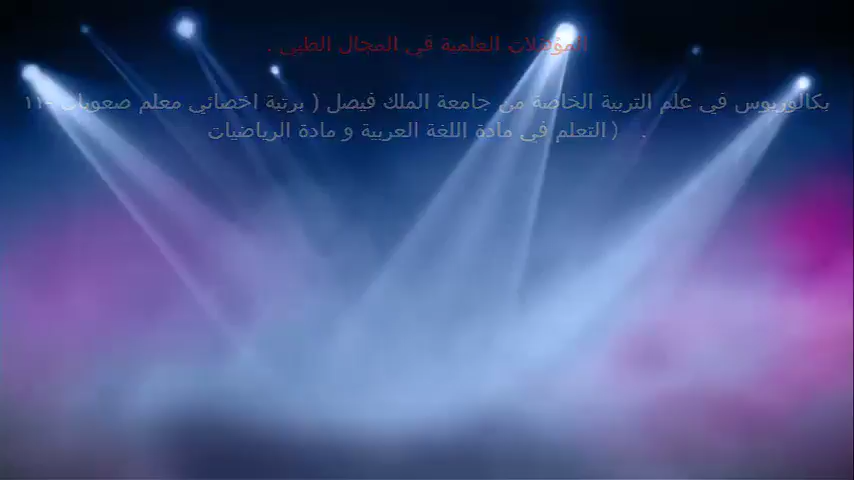 المؤهلات العلمية في المجال الطبي .
١١- بكالوريوس في علم التربية الخاصة من جامعة الملك فيصل ( برتبة اخصائي معلم صعوبات
التعلم في مادة اللغة العربية و مادة الرياضيات ) .